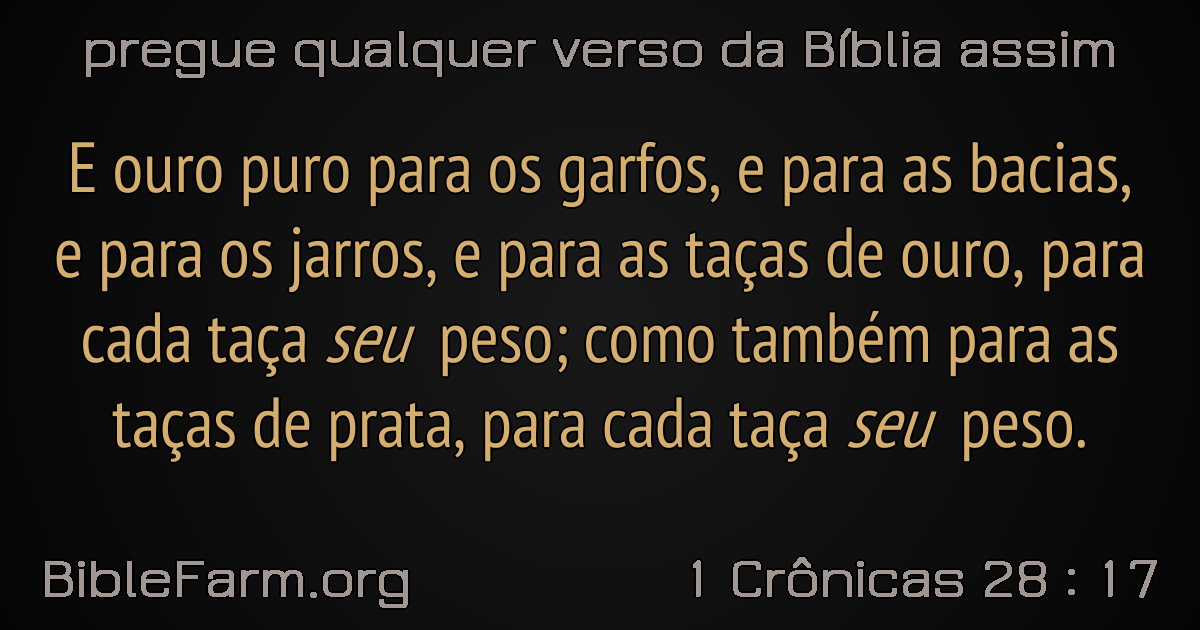 pregue qualquer verso da Bíblia assim
E ouro puro para os garfos, e para as bacias,
e para os jarros, e para as taças de ouro, para
cada taça seu peso; como também para as
taças de prata, para cada taça seu peso.
BibleFarm.org
1 Crônicas 28 : 17